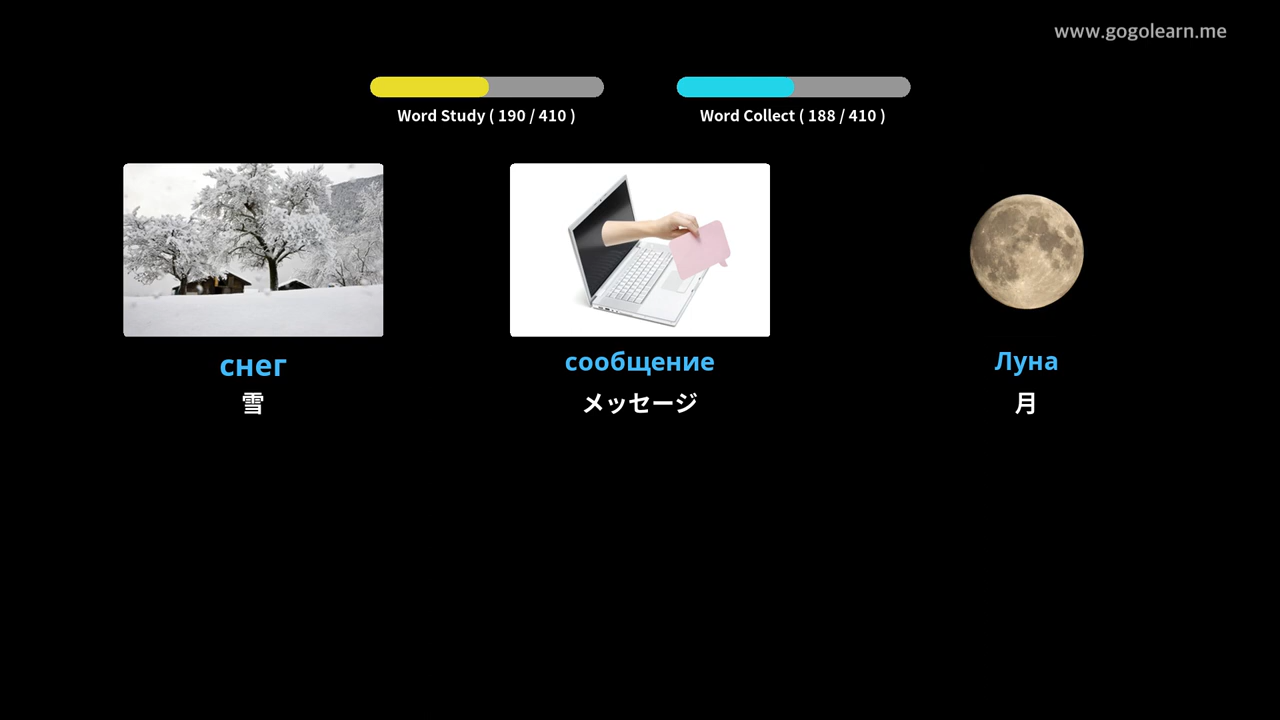 www.gogolearn.me
Word Study ( 190 / 410 )
Word Collect ( 188 / 410 )
снег
雪
сообщение
メッセージ
Луна
月